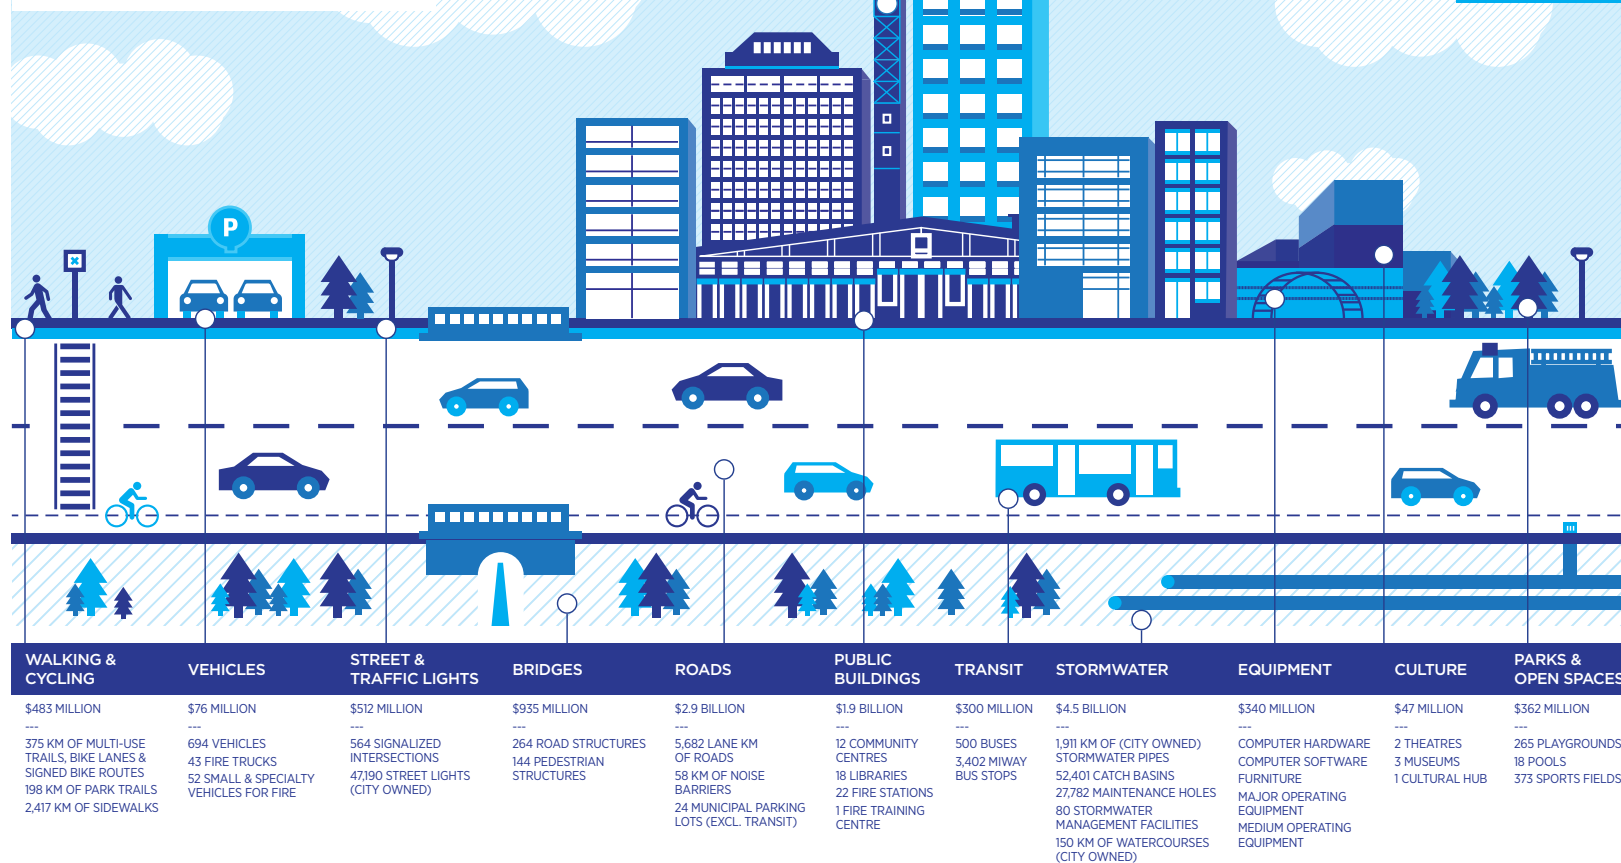 P
WALKING &
CYCLING
$483 MILLION
---
375 KM OF MULTI-USE
TRAILS, BIKE LANES &
SIGNED BIKE ROUTES
198 KM OF PARK TRAILS
2,417 KM OF SIDEWALKS
VEHICLES
$76 MILLION
---
694 VEHICLES
43 FIRE TRUCKS
52 SMALL & SPECIALTY
VEHICLES FOR FIRE
STREET &
TRAFFIC LIGHTS
$512 MILLION
---
564 SIGNALIZED
INTERSECTIONS
47,190 STREET LIGHTS
(CITY OWNED)
BRIDGES
$935 MILLION
---
264 ROAD STRUCTURES
144 PEDESTRIAN
STRUCTURES
ROADS
$2.9 BILLION
---
5,682 LANE KM
OF ROADS
58 KM OF NOISE
BARRIERS
24 MUNICIPAL PARKING
LOTS (EXCL. TRANSIT)
PUBLIC
BUILDINGS
$1.9 BILLION
---
12 COMMUNITY
CENTRES
18 LIBRARIES
22 FIRE STATIONS
1 FIRE TRAINING
CENTRE
TRANSIT
$300 MILLION
---
500 BUSES
3,402 MIWAY
BUS STOPS
STORMWATER
$4.5 BILLION
---
1,911 KM OF (CITY OWNED)
STORMWATER PIPES
52,401 CATCH BASINS
27,782 MAINTENANCE HOLES
80 STORMWATER
MANAGEMENT FACILITIES
150 KM OF WATERCOURSES
(CITY OWNED)
EQUIPMENT
$340 MILLION
---
COMPUTER HARDWARE
COMPUTER SOFTWARE
FURNITURE
MAJOR OPERATING
EQUIPMENT
MEDIUM OPERATING
EQUIPMENT
CULTURE
$47 MILLION
---
2 THEATRES
3 MUSEUMS
1 CULTURAL HUB
PARKS &
OPEN SPACES
$362 MILLION
---
265 PLAYGROUNDS
18 POOLS
373 SPORTS FIELDS